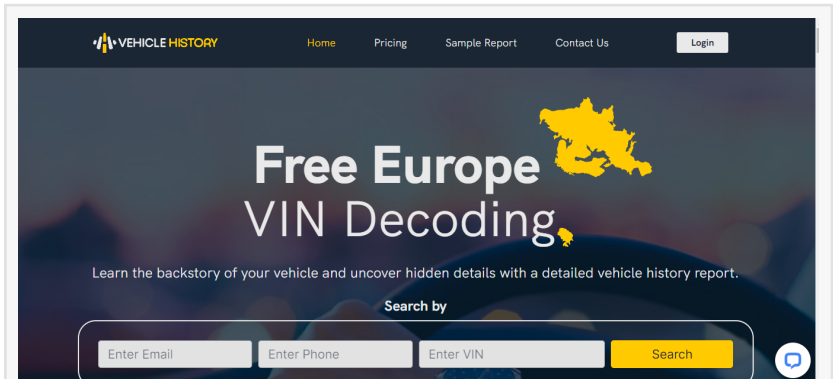 VEHICLE HISTORY
Home Pricing Sample Report Contact Us Login
Free Europe
VIN Decoding
Learn the backstory of your vehicle and uncover hidden details with a detailed vehicle history report.
Search by
Enter Email Enter Phone Enter VIN Search